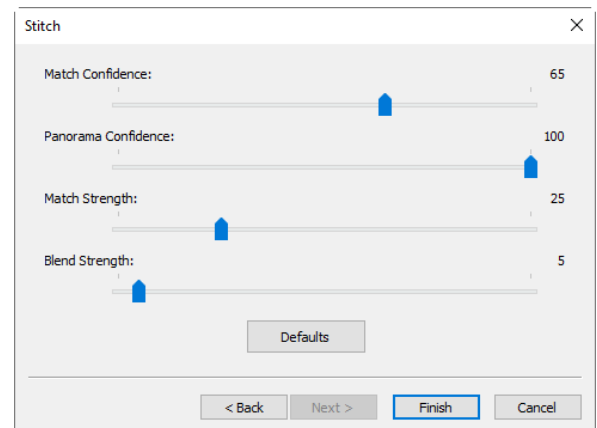 Stitch
Match Confidence: 65
Panorama Confidence: 100
Match Strength: 25
Blend Strength: 5
Defaults
< Back Next > Finish Cancel